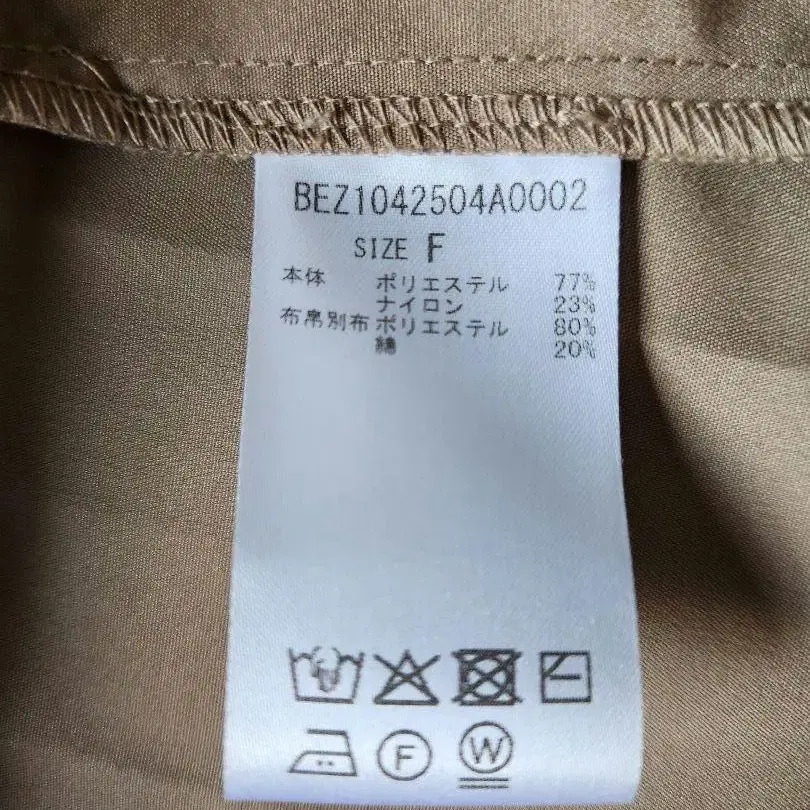 BEZ1042504A0002
SIZE F
本体 ポリエステル 77%
ナイロン 23%
布帛別布 ポリエステル 80%
綿 20%
F W